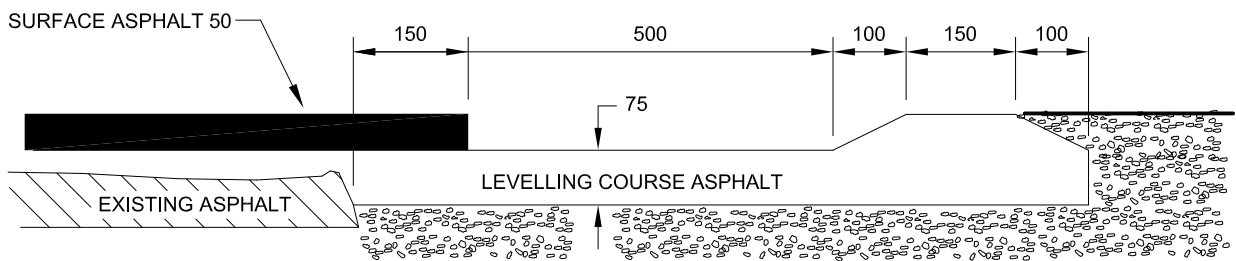 SURFACE ASPHALT 50
150
500
100
150
100
75
LEVELLING COURSE ASPHALT
EXISTING ASPHALT